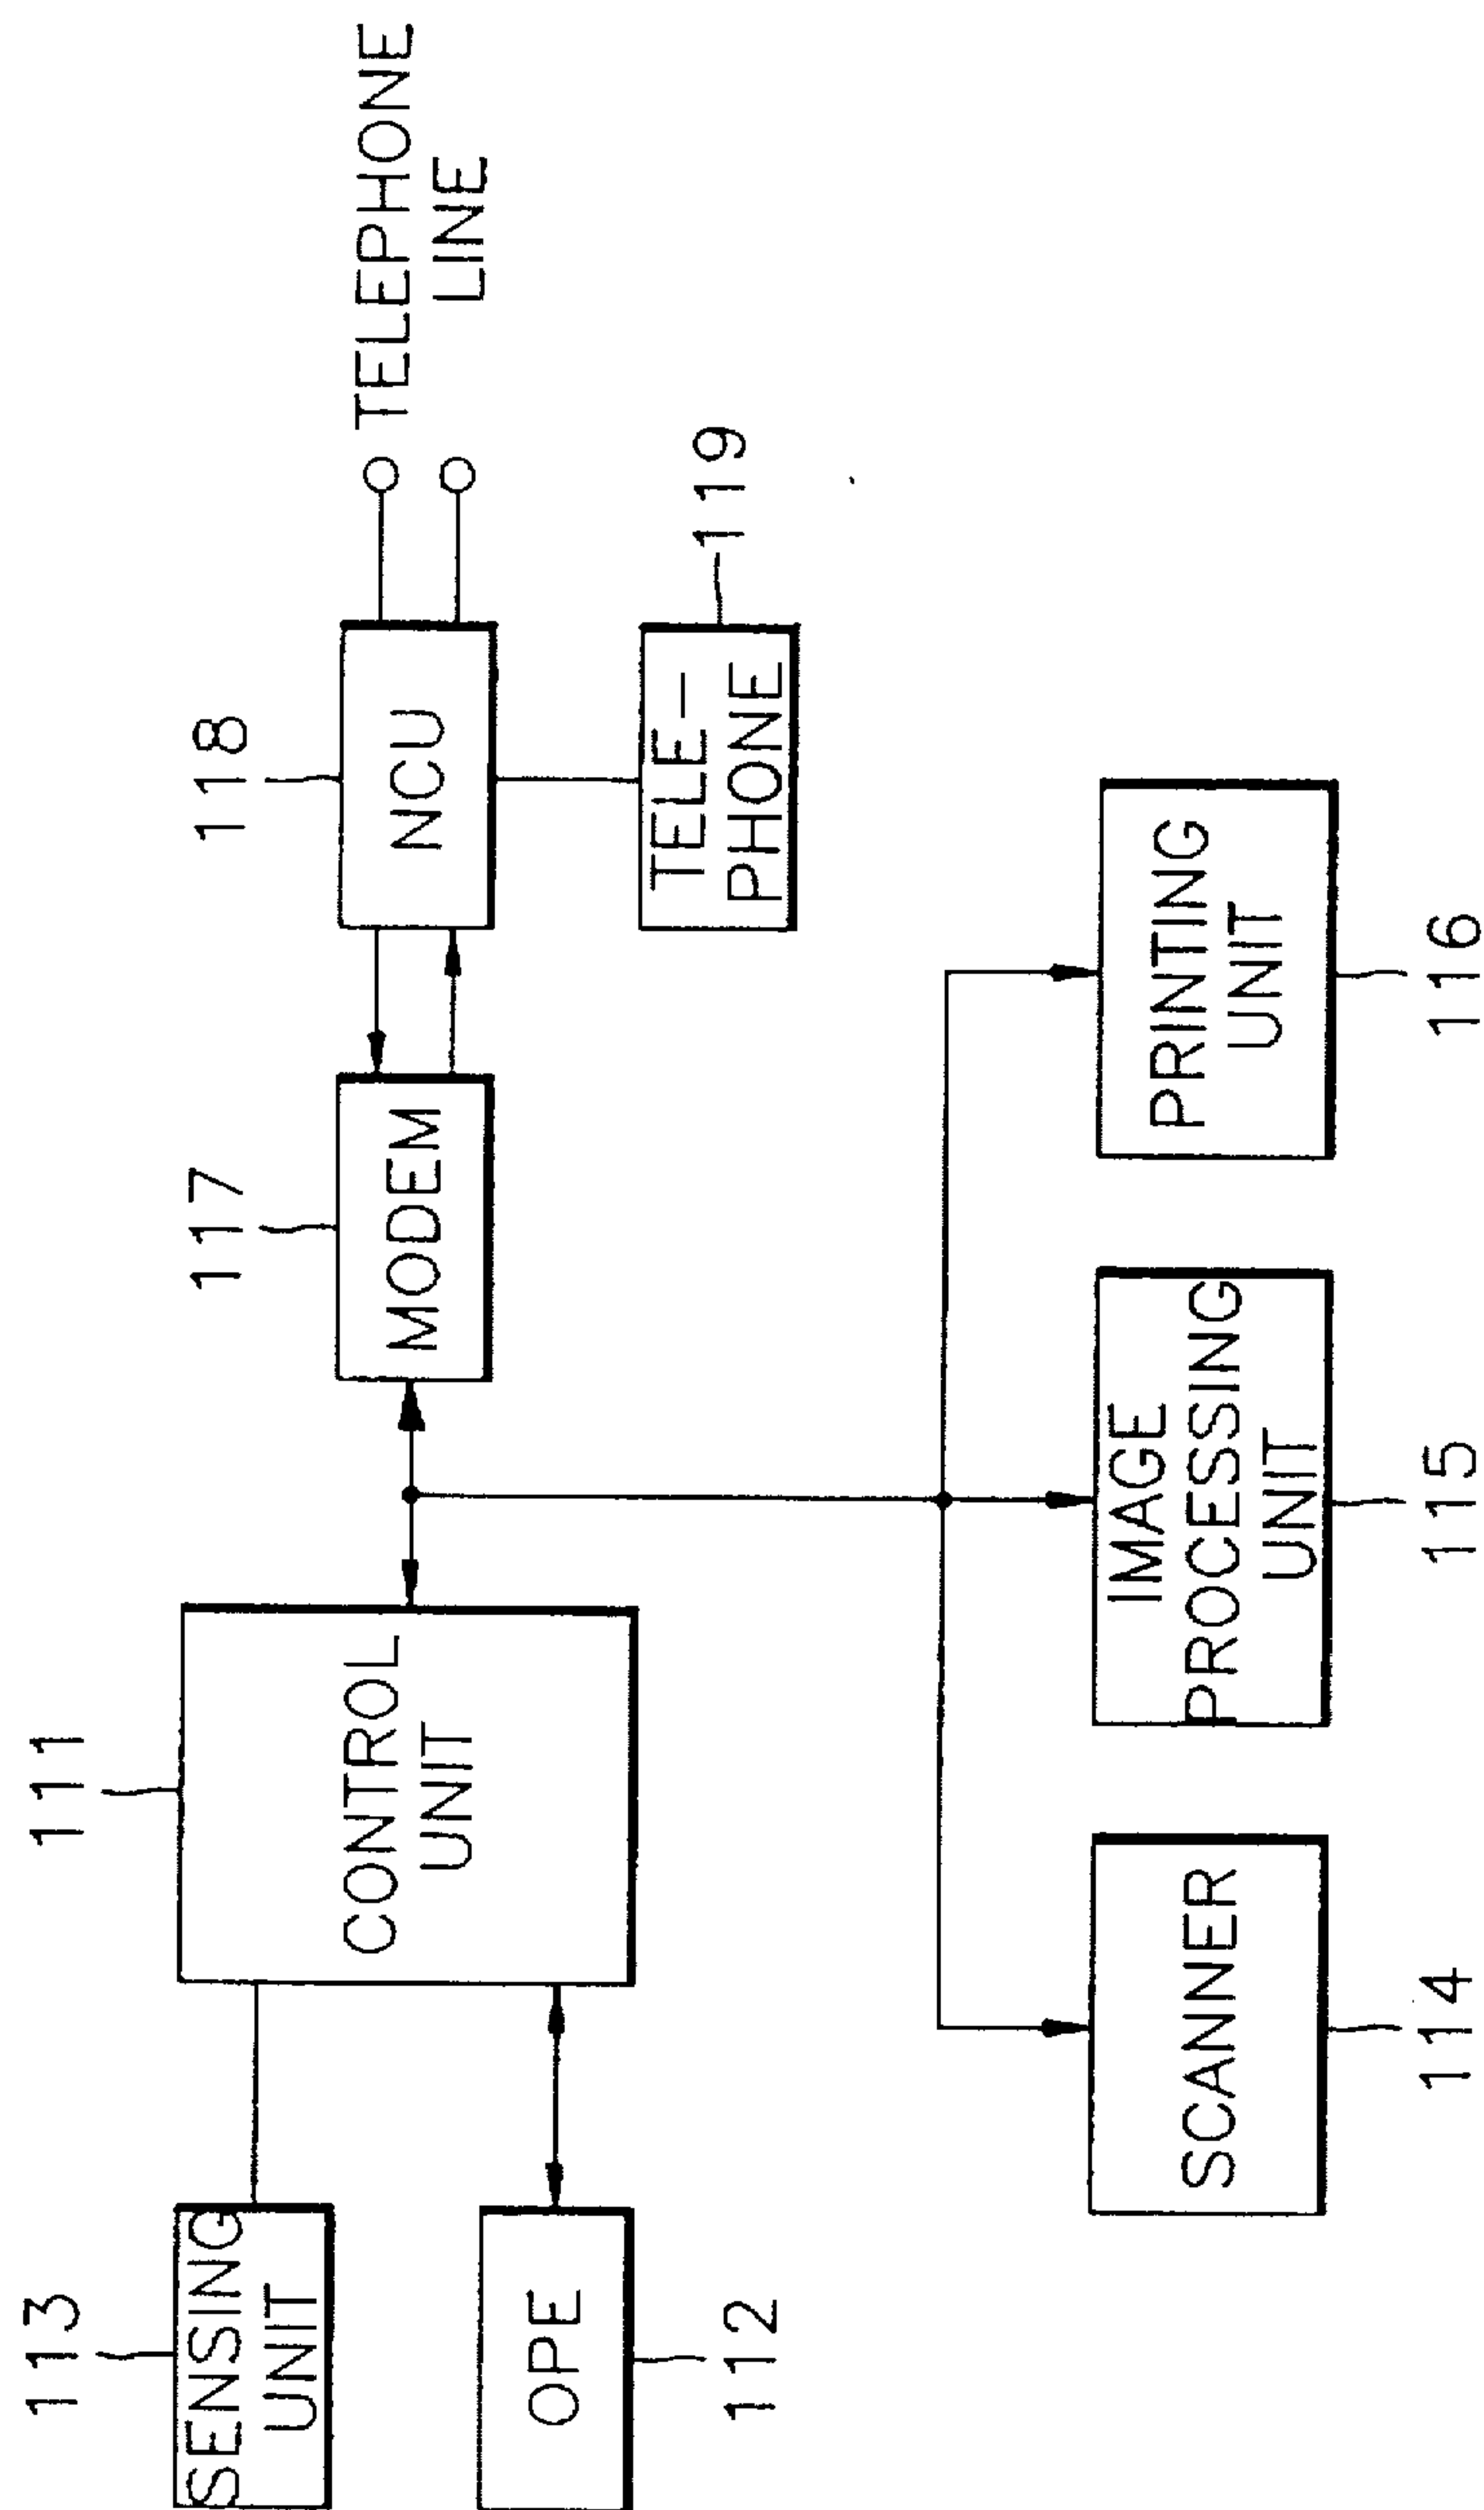 113
SENSING
UNIT
OPE
112
111
CONTROL
UNIT
117
MODEM
118
NCU
TELEPHONE
LINE
TELE-
PHONE
119
SCANNER
114
IMAGE
PROCESSING
UNIT
115
PRINTING
UNIT
116